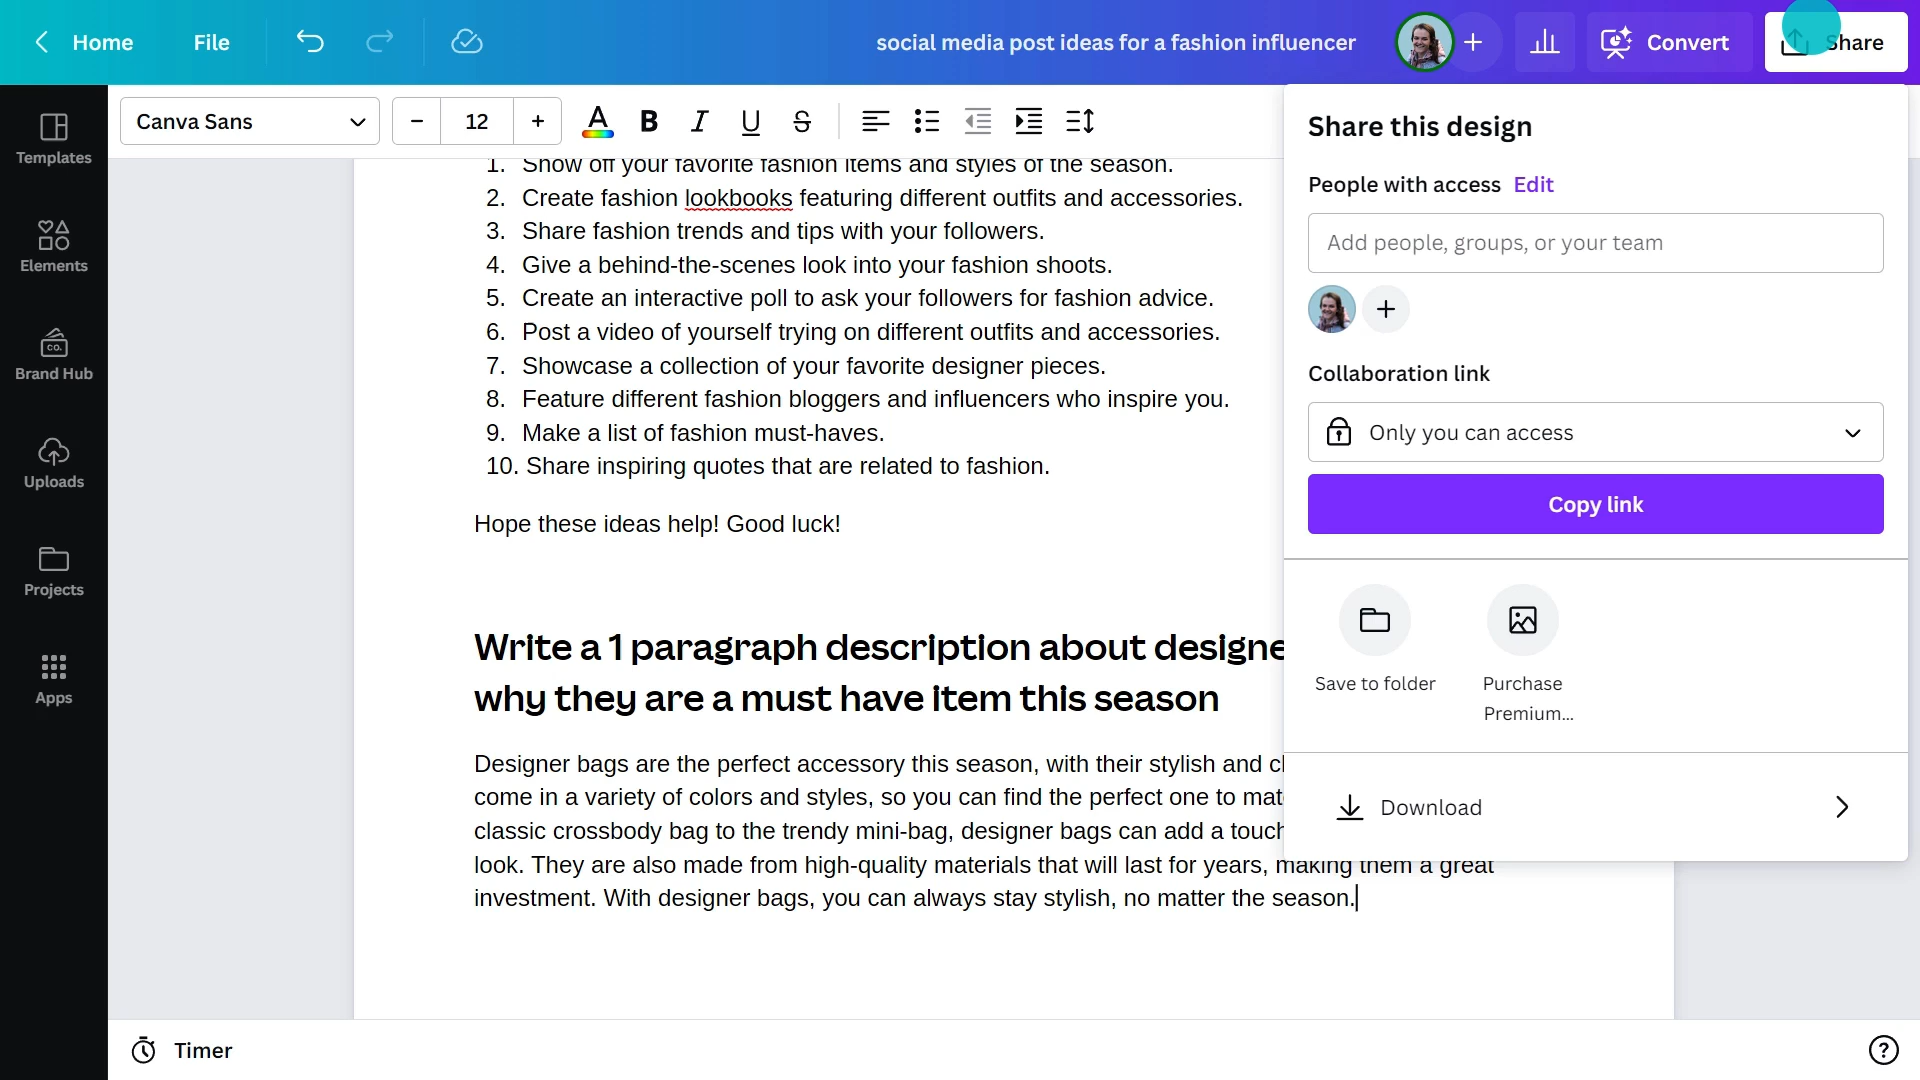 Home File social media post ideas for a fashion influencer Convert Share
Canva Sans 12
Templates
Elements
Brand Hub
CO.
Uploads
Projects
Apps
1. Show off your favorite fashion items and styles of the season.
2. Create fashion lookbooks featuring different outfits and accessories.
3. Share fashion trends and tips with your followers.
4. Give a behind-the-scenes look into your fashion shoots.
5. Create an interactive poll to ask your followers for fashion advice.
6. Post a video of yourself trying on different outfits and accessories.
7. Showcase a collection of your favorite designer pieces.
8. Feature different fashion bloggers and influencers who inspire you.
9. Make a list of fashion must-haves.
10. Share inspiring quotes that are related to fashion.
Hope these ideas help! Good luck!
Write a 1 paragraph description about designe
why they are a must have item this season
Designer bags are the perfect accessory this season, with their stylish and
come in a variety of colors and styles, so you can find the perfect one to
classic crossbody bag to the trendy mini-bag, designer bags can add a touch
look. They are also made from high-quality materials that will last for years, making them a great
investment. With designer bags, you can always stay stylish, no matter the season.
Share this design
People with access Edit
Add people, groups, or your team
Collaboration link
Only you can access
Copy link
Save to folder
Purchase
Premium...
Download
Timer